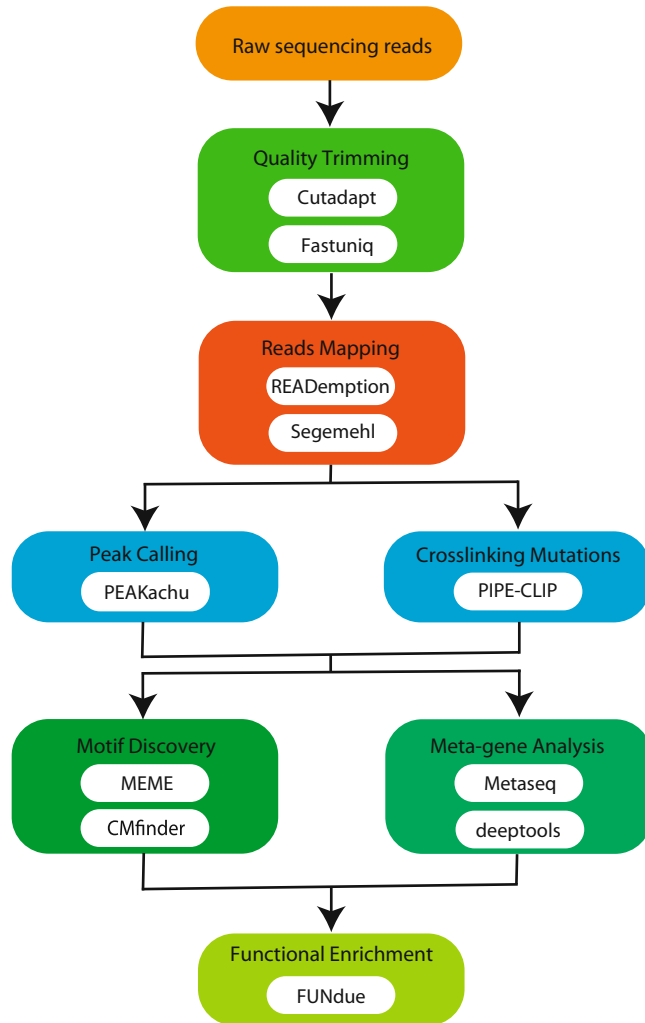 Raw sequencing reads
Quality Trimming
Cutadapt
Fastuniq
Reads Mapping
READemption
Segemehl
Peak Calling
PEAKachu
Crosslinking Mutations
PIPE-CLIP
Motif Discovery
MEME
CMfinder
Meta-gene Analysis
Metaseq
deeptools
Functional Enrichment
FUNdue